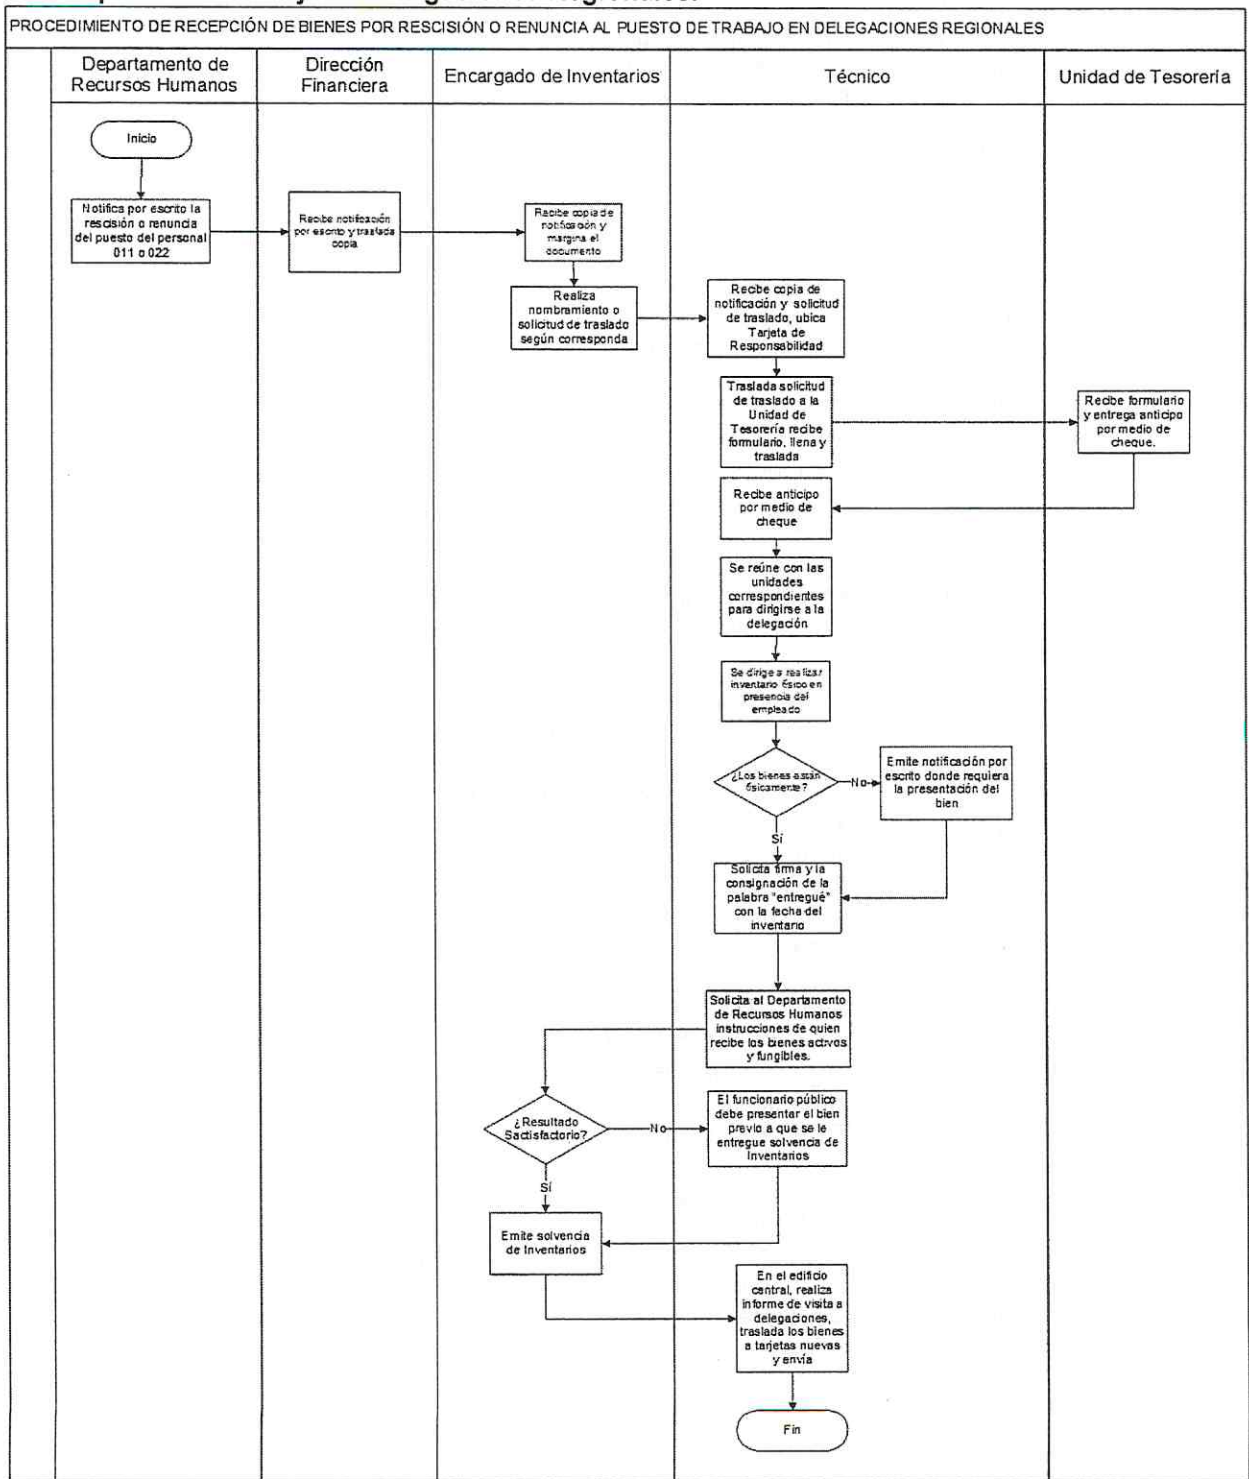 PROCEDIMIENTO DE RECEPCIÓN DE BIENES POR RESCISIÓN O RENUNCIA AL PUESTO DE TRABAJO EN DELEGACIONES REGIONALES
Departamento de
Recursos Humanos
Dirección
Financiera
Encargado de Inventarios
Técnico
Unidad de Tesorería
Inicio
Notifica por escrito la
rescisión o renuncia
del puesto del personal
011 o 022
Recibe notificación
por escrito y traslada
copia
Recibe copia de
notificación y
margina el
documento
Realiza
nombramiento o
solicitud de traslado
según corresponda
Recibe copia de
notificación y solicitud
de traslado, ubica
Tarjeta de
Responsabilidad
Traslada solicitud
de traslado a la
Unidad de
Tesorería recibe
formulario, llena y
traslada
Recibe formulario
y entrega anticipo
por medio de
cheque.
Recibe anticipo
por medio de
cheque
Se reúne con las
unidades
correspondientes
para dirigirse a la
delegación
Se dirige a realizar
inventario físico en
presencia del
empleado
¿Los bienes están
físicamente?
No
Emite notificación por
escrito donde requiera
la presentación del
bien
Sí
Solicita firma y la
consignación de la
palabra "entregué"
con la fecha del
inventario
Solicita al Departamento
de Recursos Humanos
instrucciones de quien
recibe los bienes activos
y fungibles.
¿Resultado
Sactisfactorio?
No
El funcionario público
debe presentar el bien
previo a que se le
entregue solvencia de
Inventarios
Sí
Emite solvencia
de Inventarios
En el edificio
central, realiza
informe de visita a
delegaciones,
traslada los bienes
a tarjetas nuevas
y envía
Fin